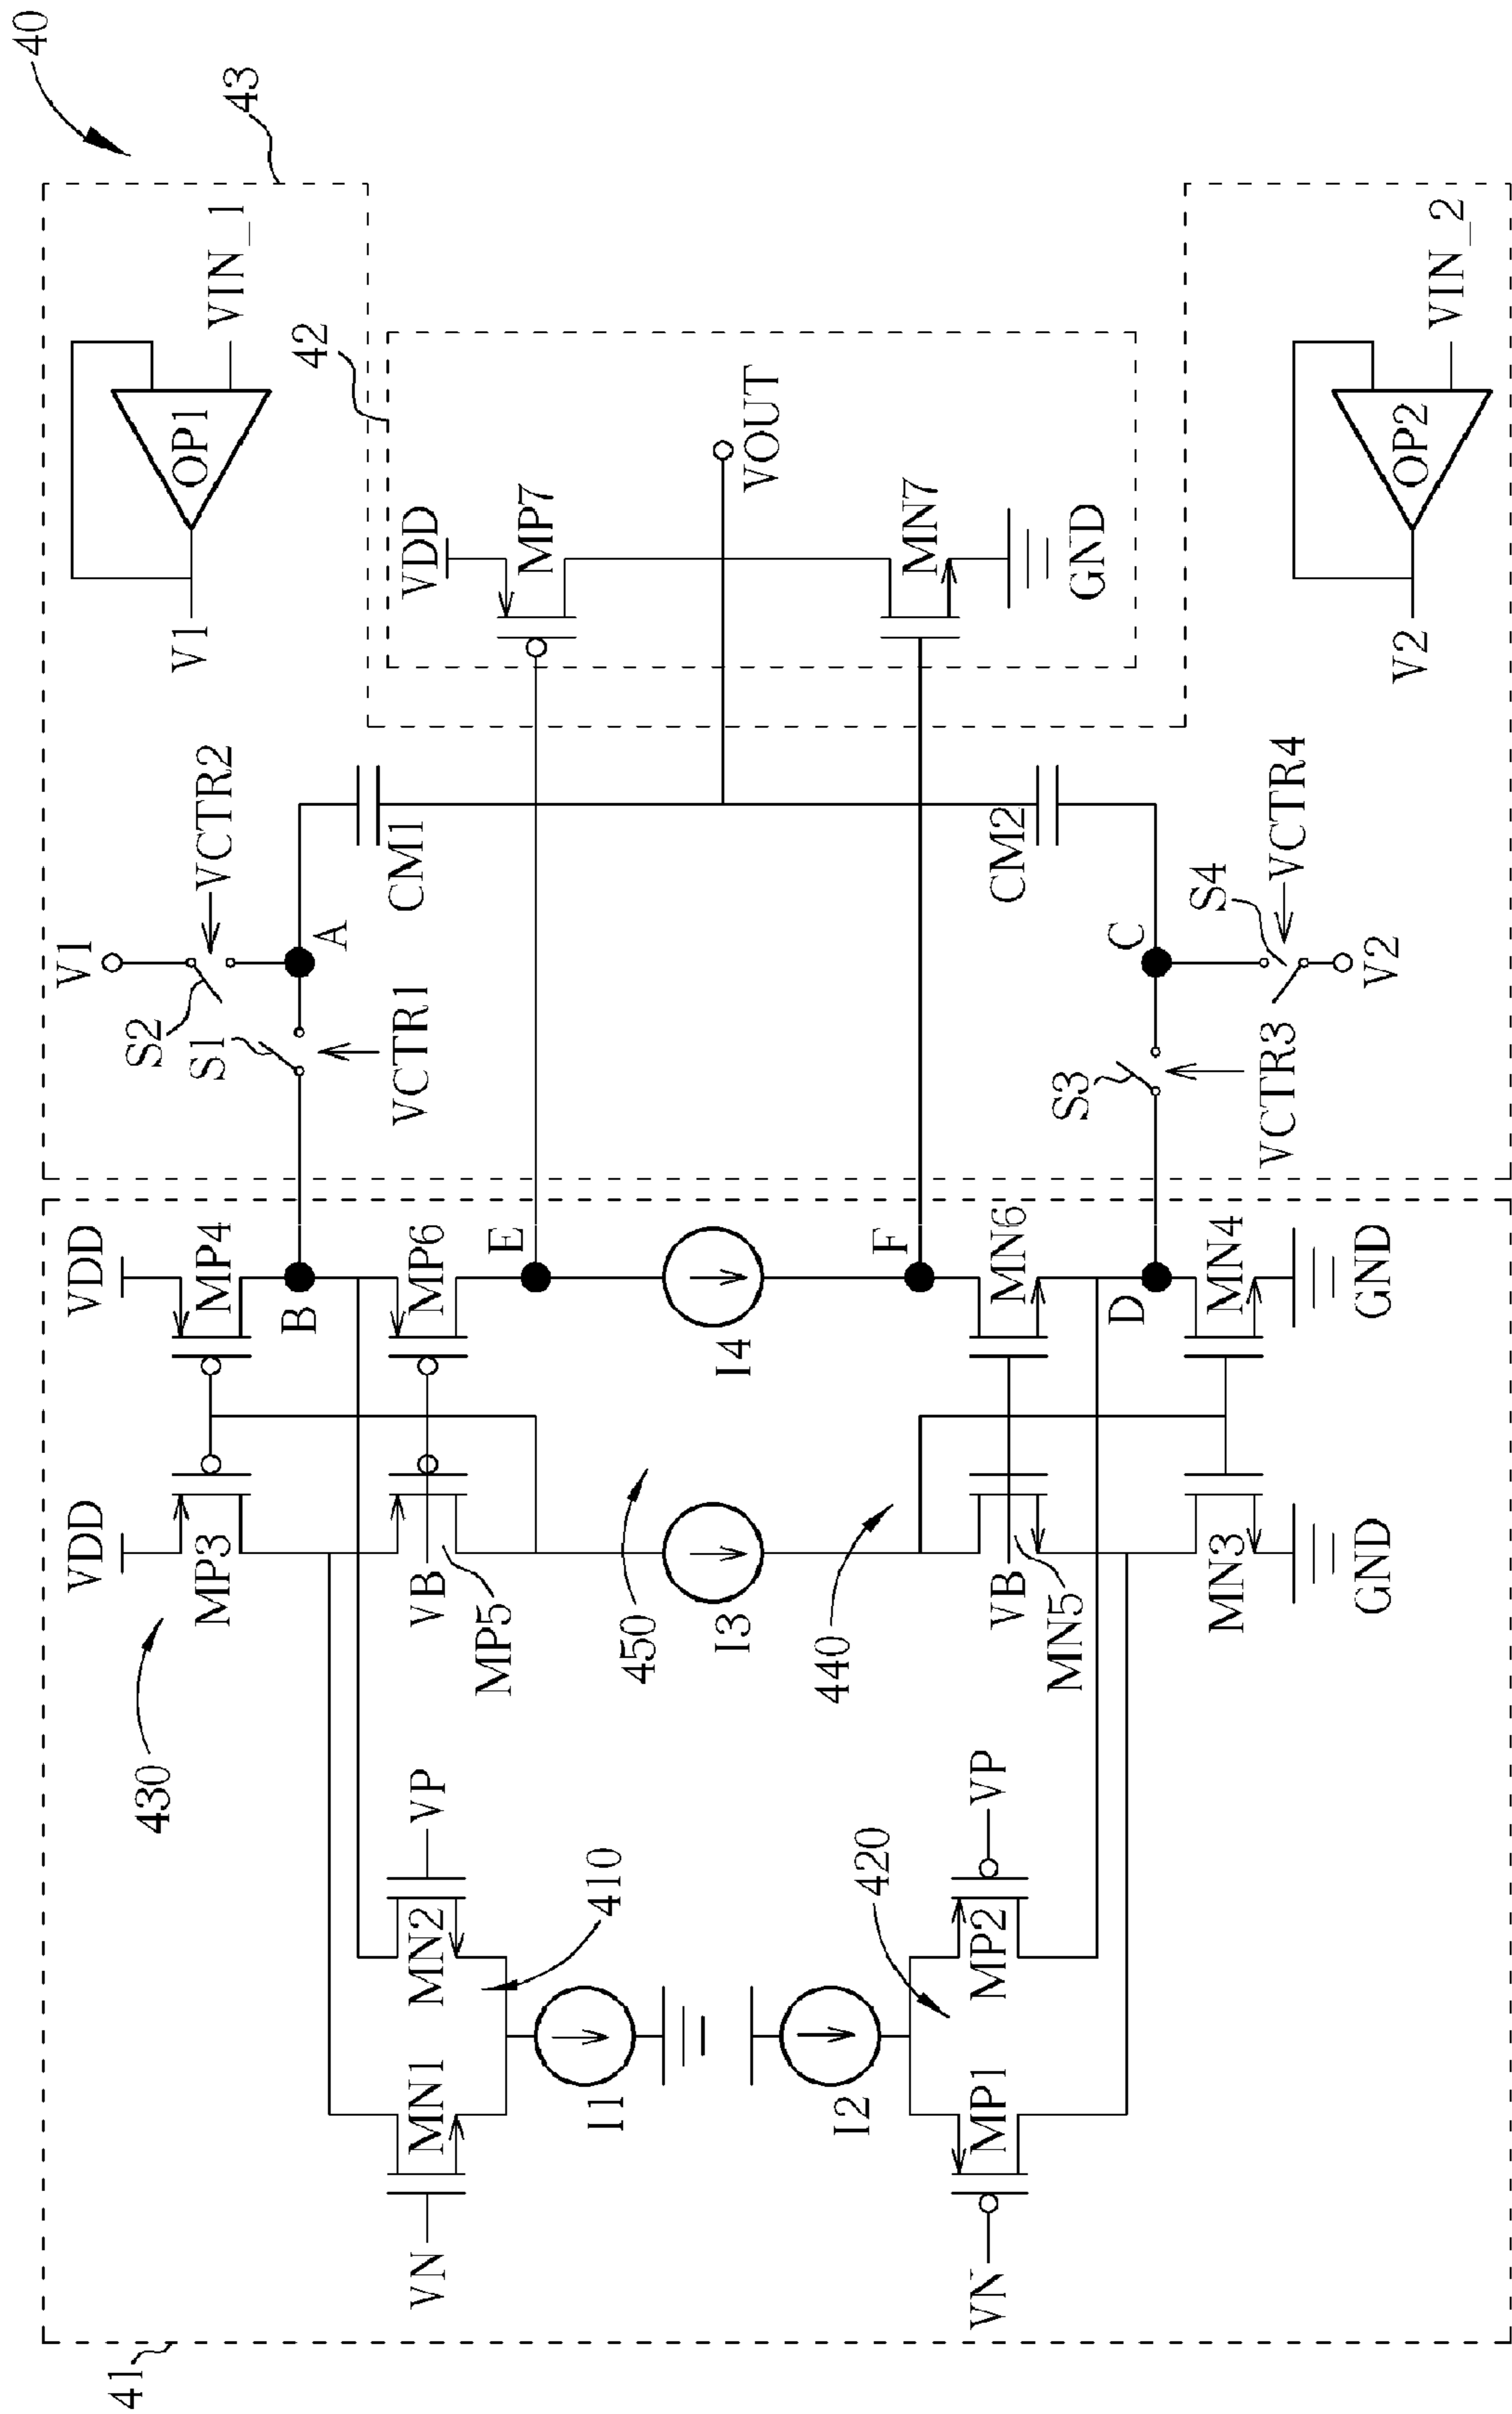 40
43
41
42
VDD
VDD
V1
V1
OP1
VIN_1
S2
VCTR2
S1
A
VCTR1
CM1
430
MP3
MP4
B
VDD
MP7
VN
MN1
MN2
VP
VB
MP5
MP6
E
410
I1
450
I3
I4
VOUT
I2
420
440
F
MN7
VN
MP1
MP2
VP
VB
MN5
MN6
CM2
GND
D
S3
C
S4
MN3
MN4
VCTR3
VCTR4
GND
GND
V2
V2
OP2
VIN_2